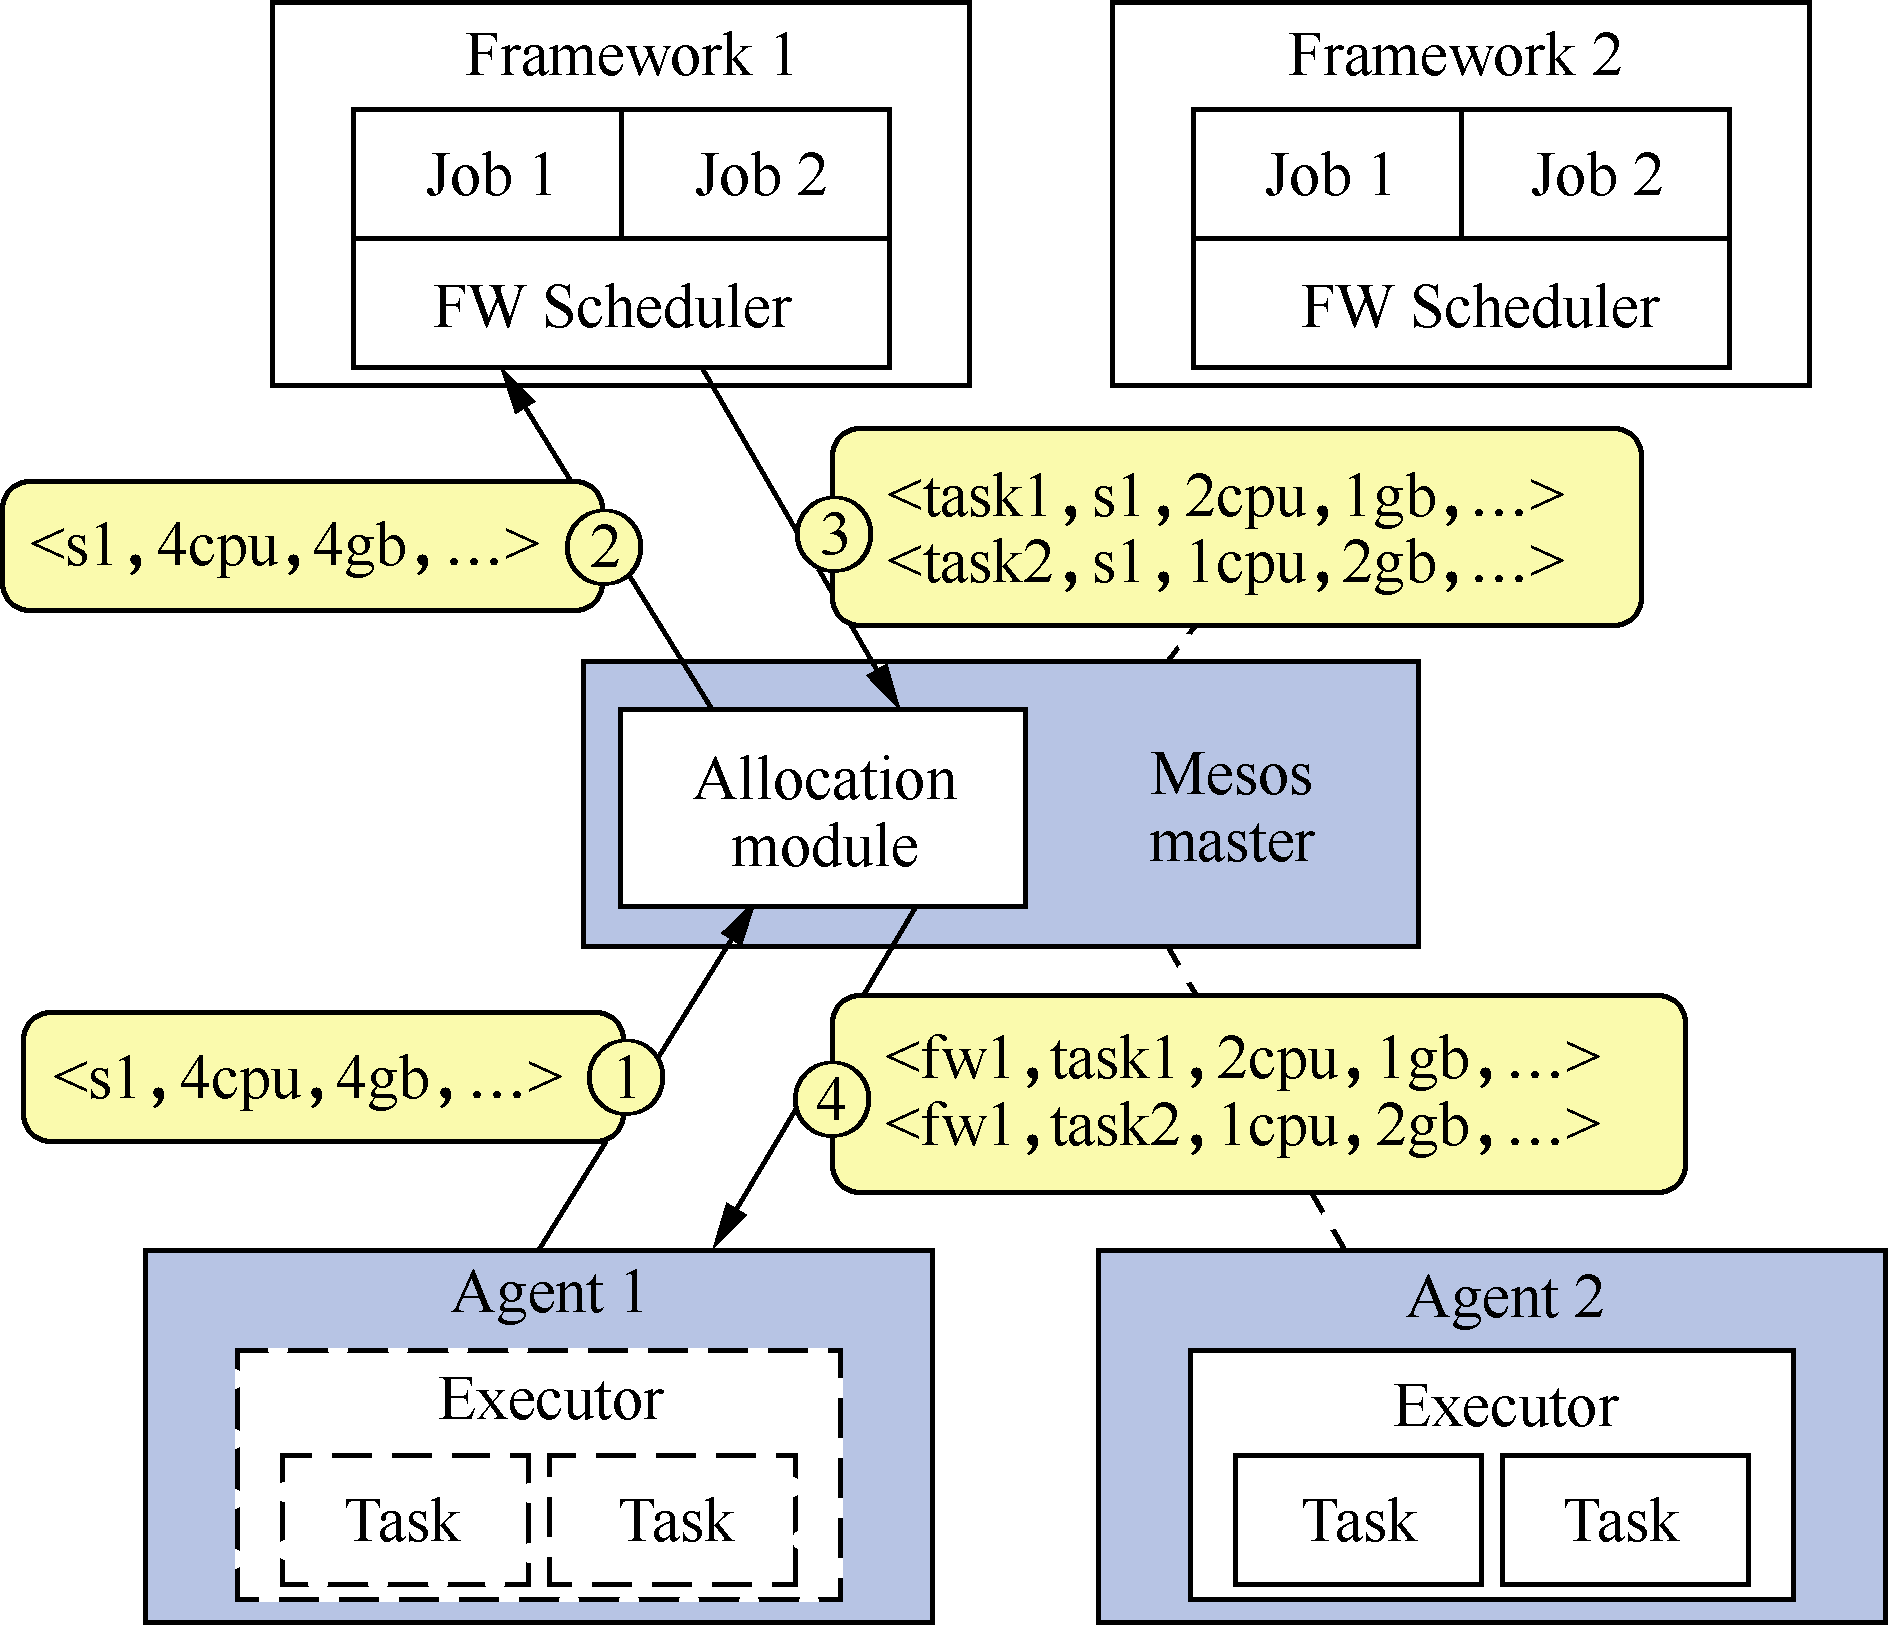 Framework 1
Job 1
Job 2
FW Scheduler
Framework 2
Job 1
Job 2
FW Scheduler
<s1,4cpu,4gb,...>
2
3
<task1,s1,2cpu,1gb,...>
<task2,s1,1cpu,2gb,...>
Allocation
module
Mesos
master
<s1,4cpu,4gb,...>
1
4
<fw1,task1,2cpu,1gb,...>
<fw1,task2,1cpu,2gb,...>
Agent 1
Executor
Task
Task
Agent 2
Executor
Task
Task